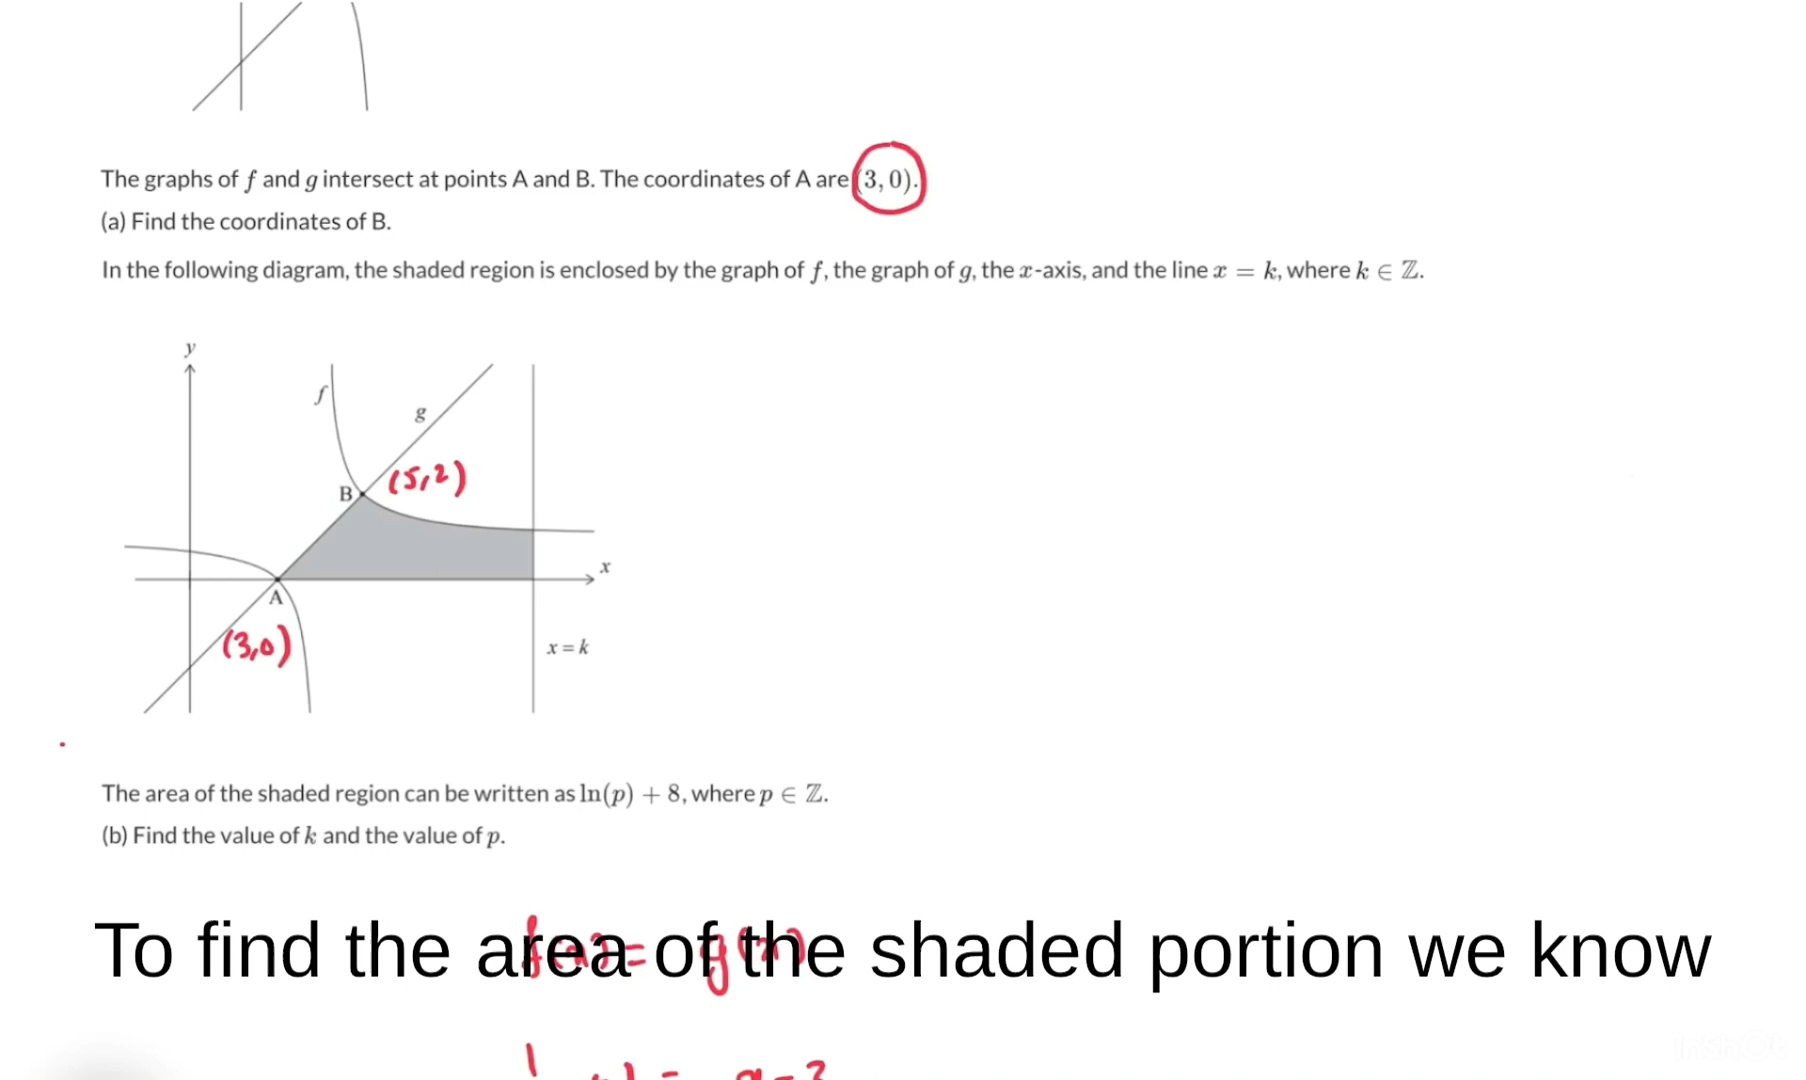 The graphs of f and g intersect at points A and B. The coordinates of A are (3, 0).
(a) Find the coordinates of B.
In the following diagram, the shaded region is enclosed by the graph of f, the graph of g, the x-axis, and the line x = k, where k ∈ ℤ.
y
f
g
B (5,2)
x
A
(3,0)
x = k
The area of the shaded region can be written as ln(p) + 8, where p ∈ ℤ.
(b) Find the value of k and the value of p.
To find the area of the shaded portion we know